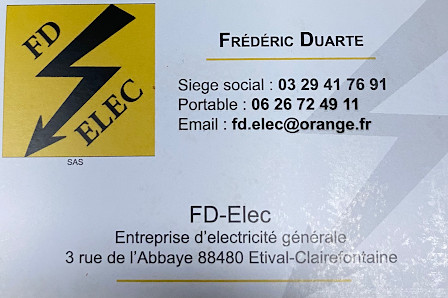 FD
ELEC
SAS
FRÉDÉRIC DUARTE
Siege social : 03 29 41 76 91
Portable : 06 26 72 49 11
Email : fd.elec@orange.fr
FD-Elec
Entreprise d'electricité générale
3 rue de l'Abbaye 88480 Etival-Clairefontaine